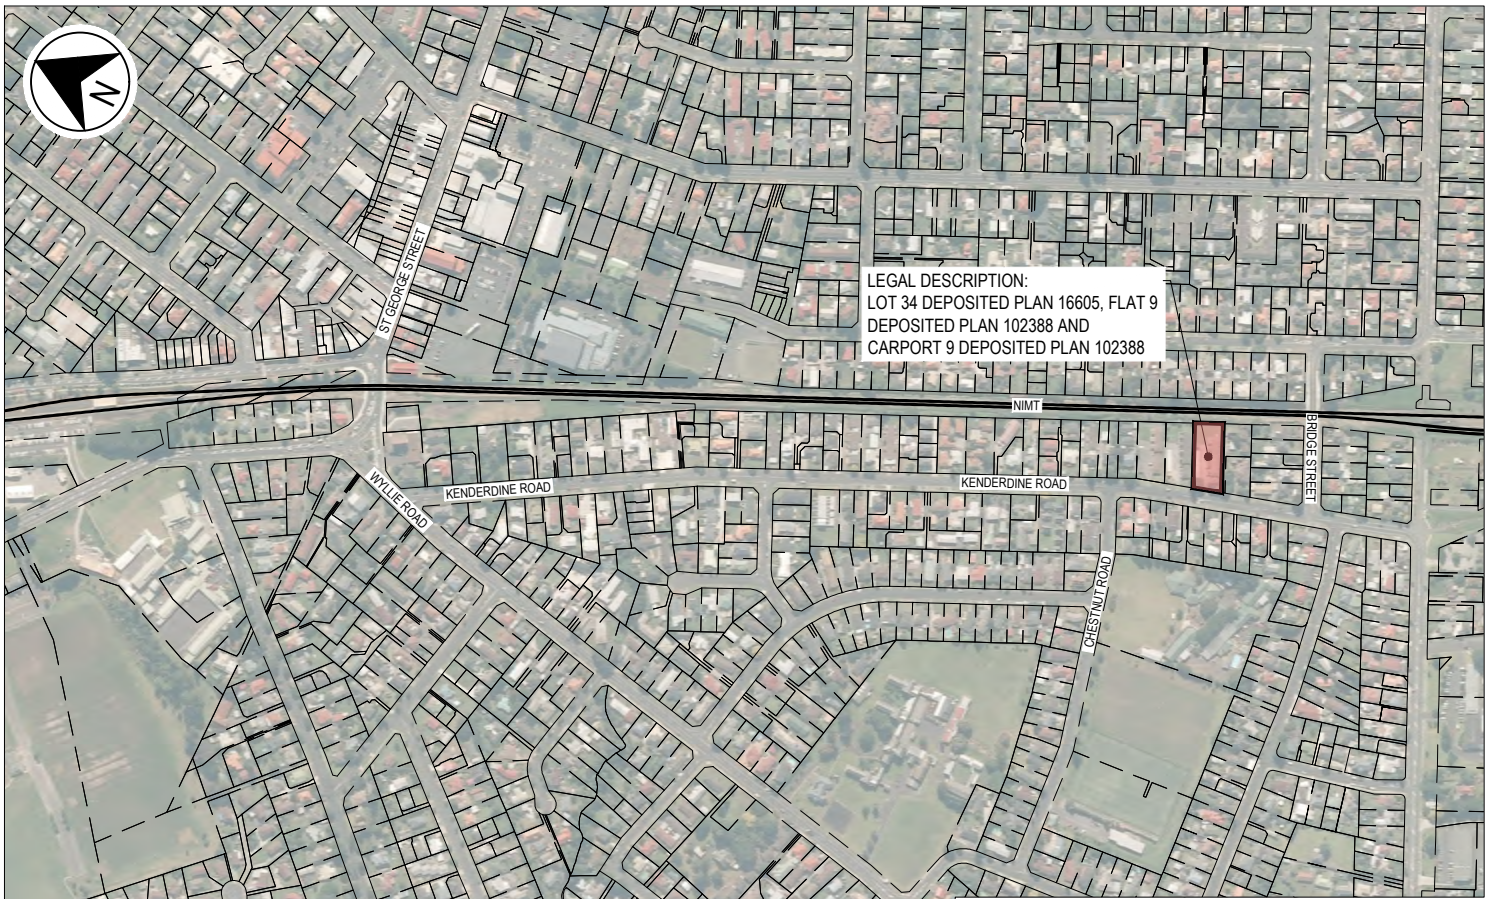 N
ST GEORGE STREET
LEGAL DESCRIPTION:
LOT 34 DEPOSITED PLAN 16605, FLAT 9
DEPOSITED PLAN 102388 AND
CARPORT 9 DEPOSITED PLAN 102388
NIMT
BRIDGE STREET
WYLLIE ROAD
KENDERDINE ROAD
KENDERDINE ROAD
CHESTNUT ROAD